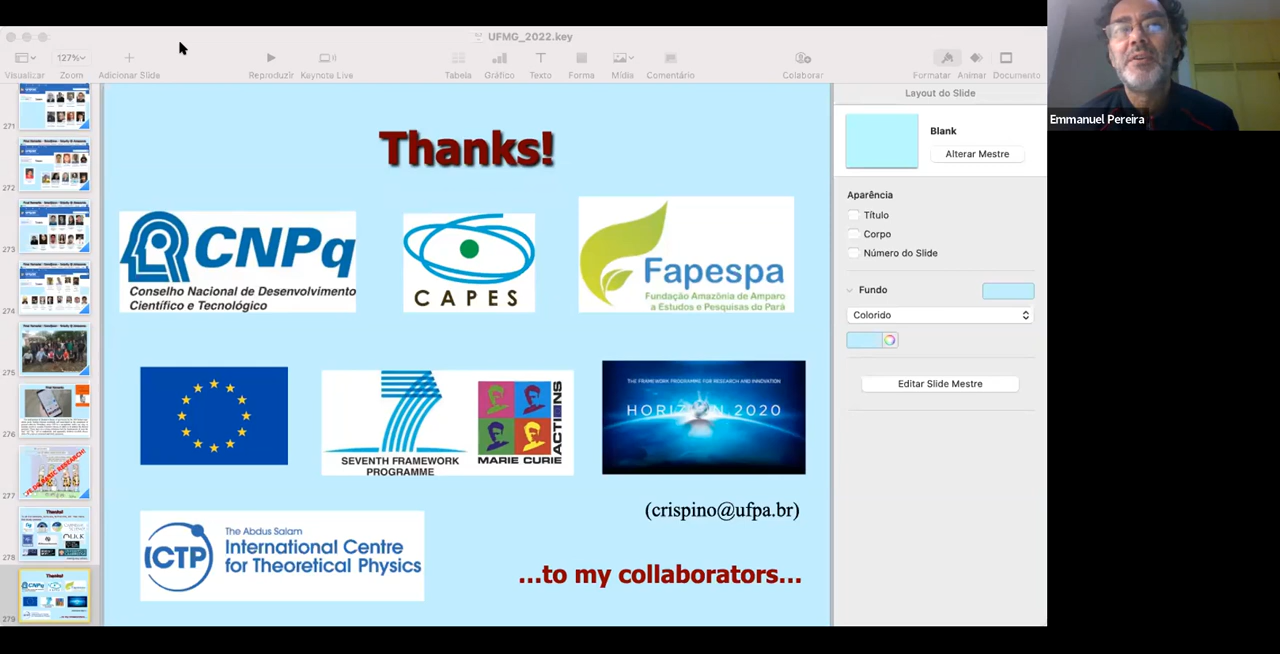 UFMG_2022.key
127%
Visualizar
Zoom
Adicionar Slide
Reproduzir
Keynote Live
Tabela
Gráfico
Texto
Forma
Mídia
Comentário
Colaborar
Formatar
Animar
Documento
271
272
273
274
275
276
277
278
279
Thanks!
CNPq
Conselho Nacional de Desenvolvimento
Científico e Tecnológico
CAPES
Fapespa
Fundação Amazônia de Amparo
a Estudos e Pesquisas do Pará
SEVENTH FRAMEWORK
PROGRAMME
MARIE CURIE
ACTIONS
THE FRAMEWORK PROGRAMME FOR RESEARCH AND INNOVATION
HORIZON 2020
(crispino@ufpa.br)
ICTP
The Abdus Salam
International Centre
for Theoretical Physics
...to my collaborators...
Layout do Slide
Blank
Alterar Mestre
Aparência
Título
Corpo
Número do Slide
Fundo
Colorido
Editar Slide Mestre
Emmanuel Pereira